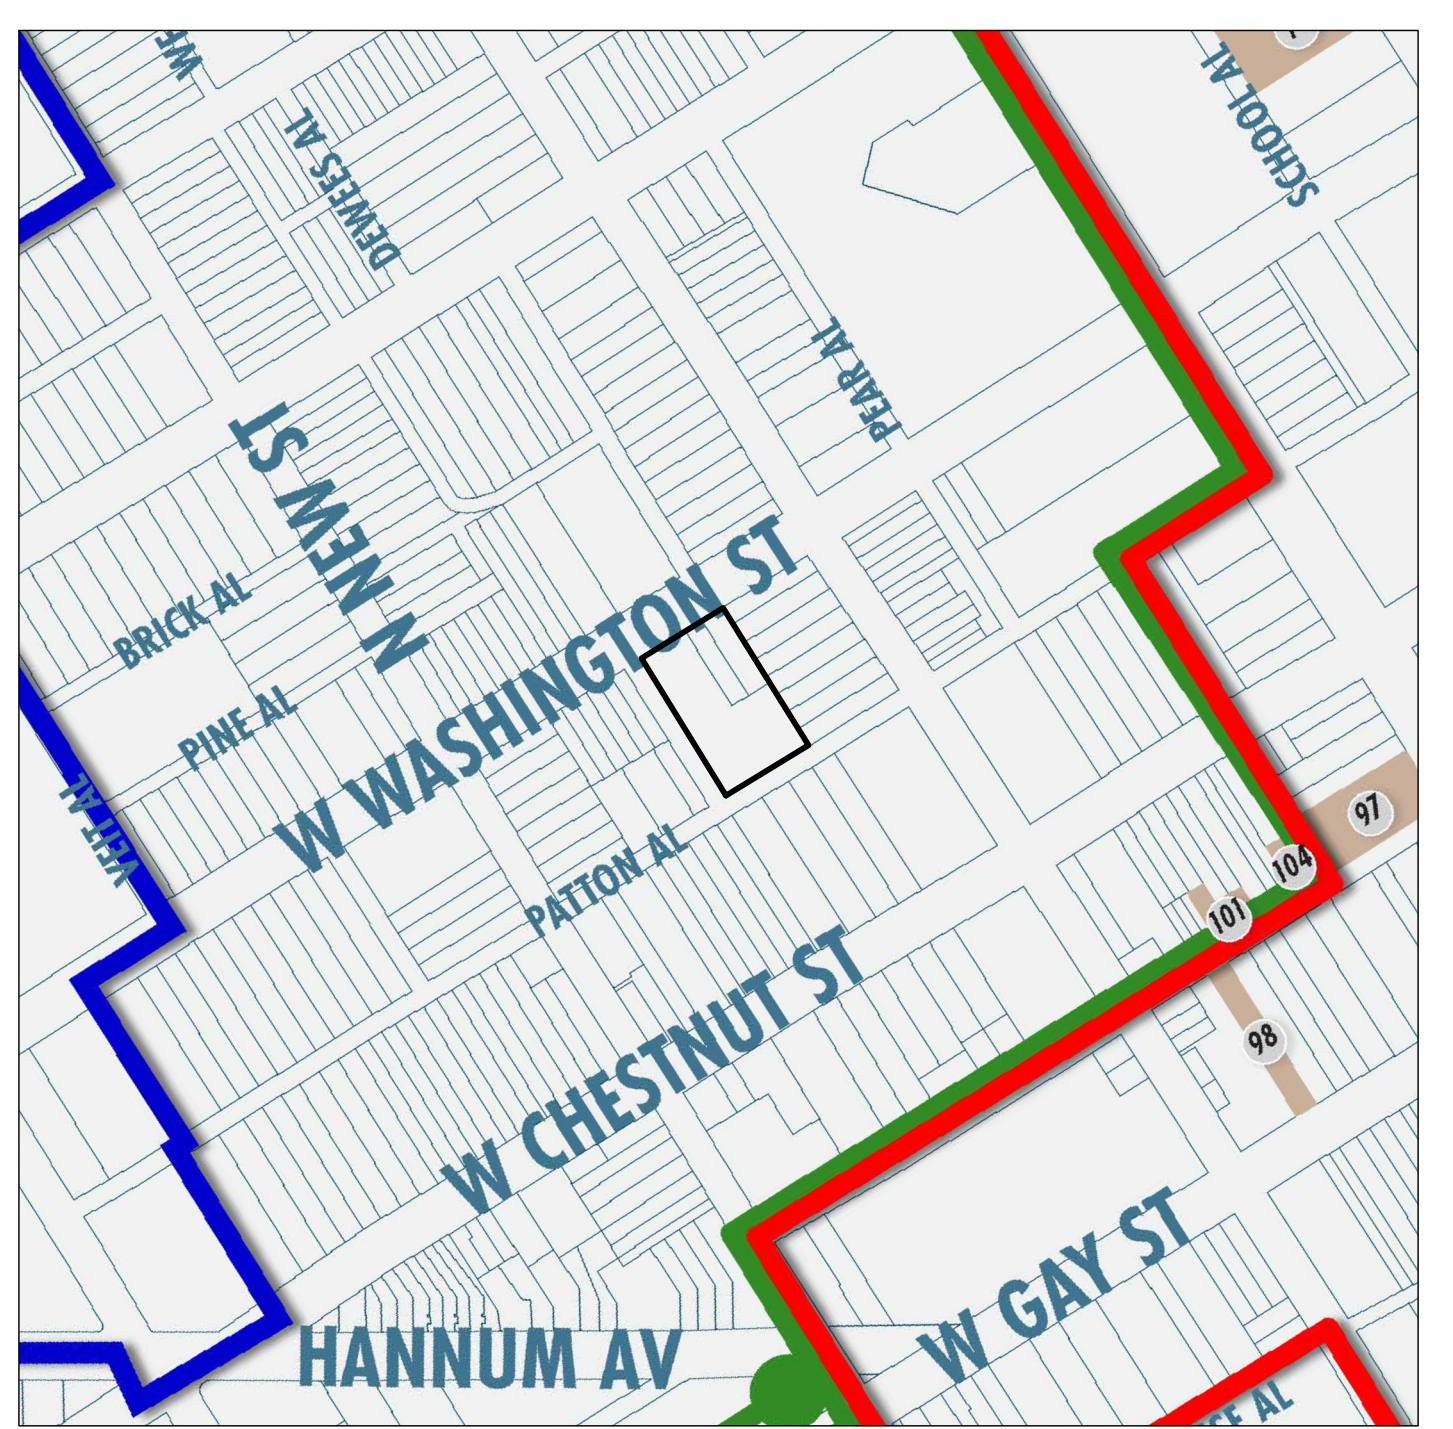 SCHOOL AL
DEWEES AL
PEAR AL
N NEW ST
W WASHINGTON ST
BRICK AL
PINE AL
VEIT AL
PATTON AL
97
104
101
98
W CHESTNUT ST
W GAY ST
HANNUM AV
AL